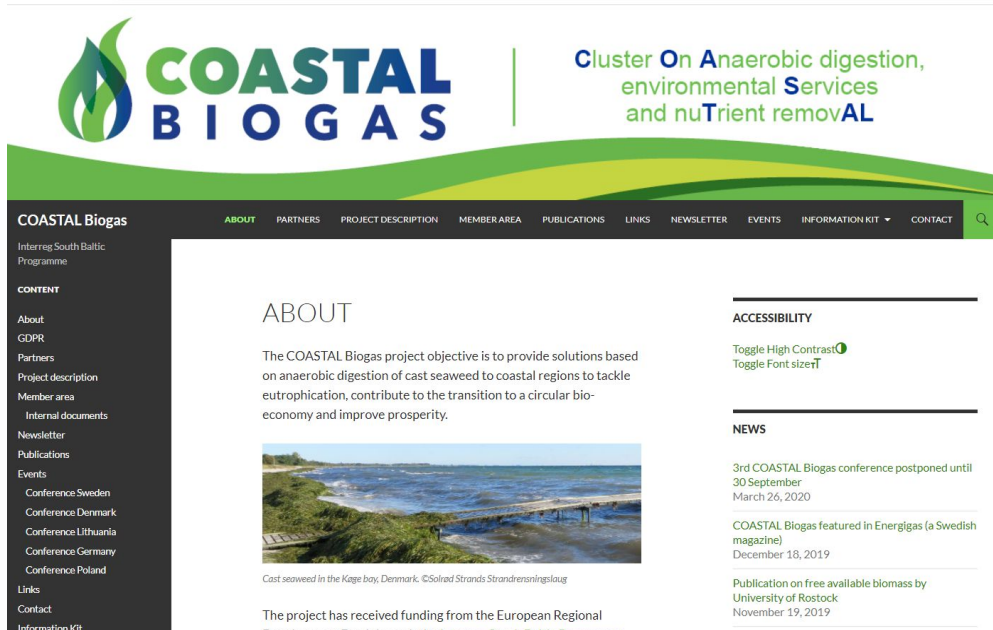 COASTAL
BIOGAS
Cluster On Anaerobic digestion,
environmental Services
and nuTrient removAL
COASTAL Biogas
ABOUT PARTNERS PROJECT DESCRIPTION MEMBER AREA PUBLICATIONS LINKS NEWSLETTER EVENTS INFORMATION KIT CONTACT
Interreg South Baltic
Programme
CONTENT
About
GDPR
Partners
Project description
Member area
Internal documents
Newsletter
Publications
Events
Conference Sweden
Conference Denmark
Conference Lithuania
Conference Germany
Conference Poland
Links
Contact
Information Kit
ABOUT
The COASTAL Biogas project objective is to provide solutions based
on anaerobic digestion of cast seaweed to coastal regions to tackle
eutrophication, contribute to the transition to a circular bio-
economy and improve prosperity.
Cast seaweed in the Køge bay, Denmark. ©Solrød Strands Strandrensningslaug
The project has received funding from the European Regional
ACCESSIBILITY
Toggle High Contrast
Toggle Font size
NEWS
3rd COASTAL Biogas conference postponed until
30 September
March 26, 2020
COASTAL Biogas featured in Energigas (a Swedish
magazine)
December 18, 2019
Publication on free available biomass by
University of Rostock
November 19, 2019